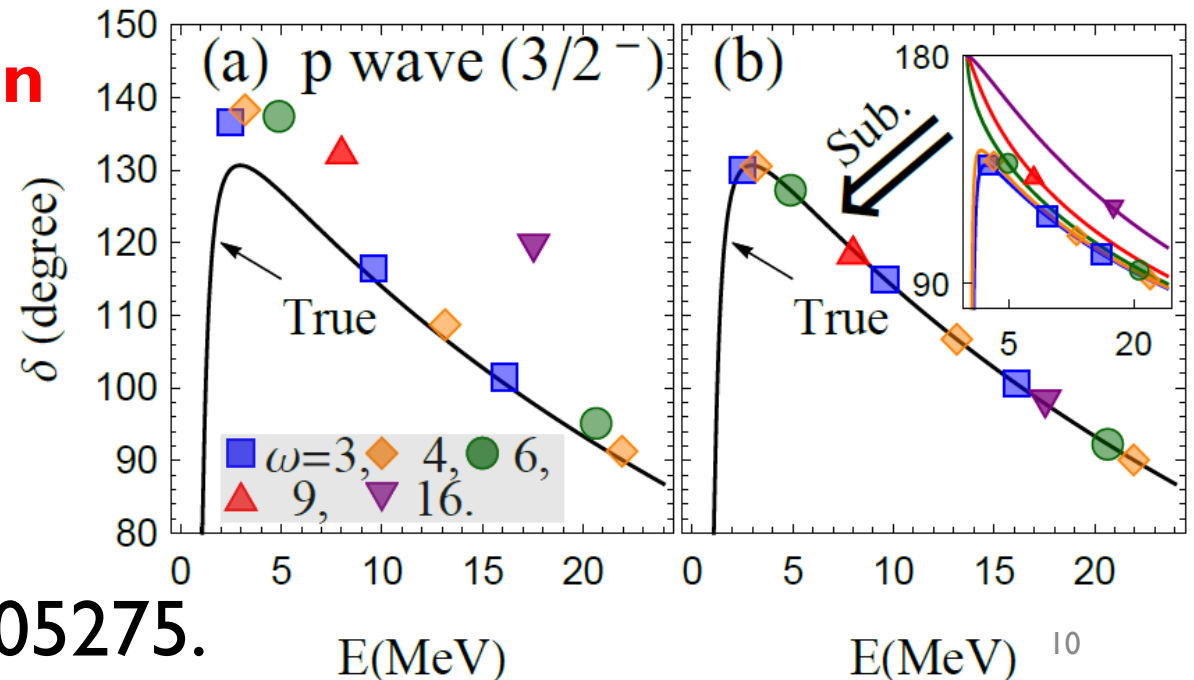 n
05275.
150
140
130
120
110
100
90
80
δ (degree)
(a) p wave (3/2 ⁻)
True
ω=3, 4, 6,
9, 16.
0 5 10 15 20
E(MeV)
(b)
Sub.
True
180
90
5 20
0 5 10 15 20
E(MeV)
10